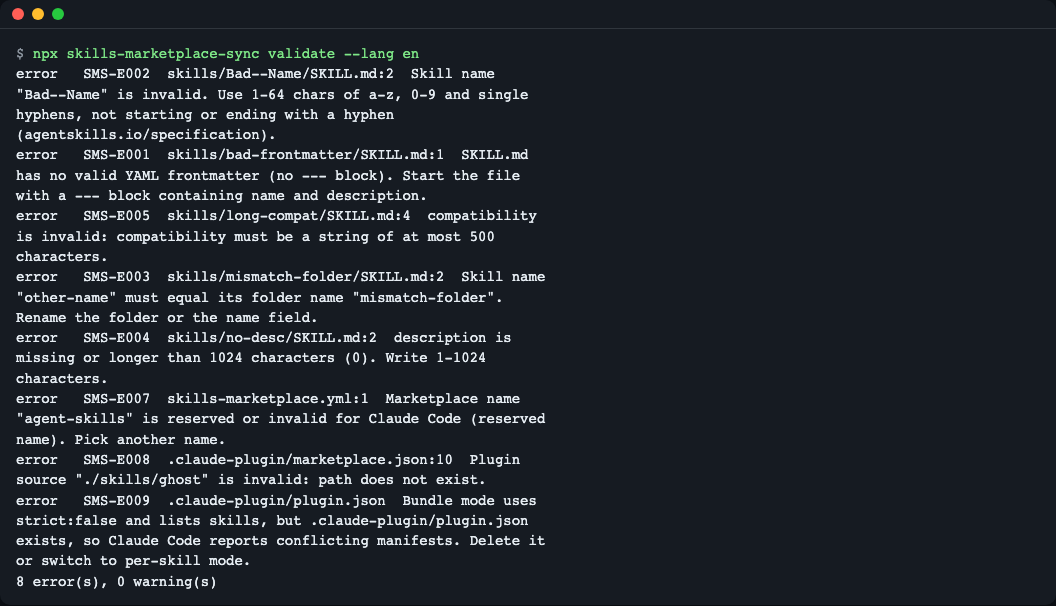 $ npx skills-marketplace-sync validate --lang en
error   SMS-E002  skills/Bad--Name/SKILL.md:2  Skill name
"Bad--Name" is invalid. Use 1-64 chars of a-z, 0-9 and single
hyphens, not starting or ending with a hyphen
(agentskills.io/specification).
error   SMS-E001  skills/bad-frontmatter/SKILL.md:1  SKILL.md
has no valid YAML frontmatter (no --- block). Start the file
with a --- block containing name and description.
error   SMS-E005  skills/long-compat/SKILL.md:4  compatibility
is invalid: compatibility must be a string of at most 500
characters.
error   SMS-E003  skills/mismatch-folder/SKILL.md:2  Skill name
"other-name" must equal its folder name "mismatch-folder".
Rename the folder or the name field.
error   SMS-E004  skills/no-desc/SKILL.md:2  description is
missing or longer than 1024 characters (0). Write 1-1024
characters.
error   SMS-E007  skills-marketplace.yml:1  Marketplace name
"agent-skills" is reserved or invalid for Claude Code (reserved
name). Pick another name.
error   SMS-E008  .claude-plugin/marketplace.json:10  Plugin
source "./skills/ghost" is invalid: path does not exist.
error   SMS-E009  .claude-plugin/plugin.json  Bundle mode uses
strict:false and lists skills, but .claude-plugin/plugin.json
exists, so Claude Code reports conflicting manifests. Delete it
or switch to per-skill mode.
8 error(s), 0 warning(s)